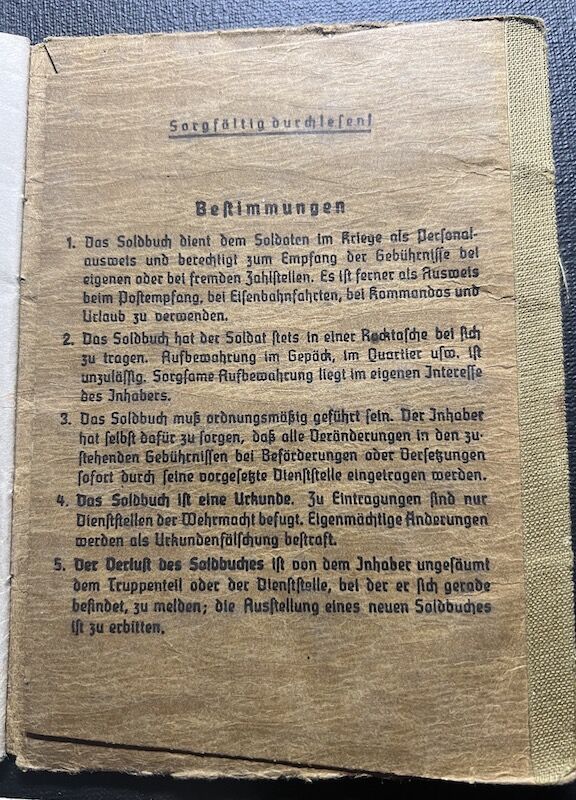 Sorgfältig durchlesen!
Bestimmungen
1. Das Soldbuch dient dem Soldaten im Kriege als Personal-
ausweis und berechtigt zum Empfang der Gebührnisse bei
eigenen oder bei fremden Zahlstellen. Es ist ferner als Ausweis
beim Postempfang, bei Eisenbahnfahrten, bei Kommandos und
Urlaub zu verwenden.
2. Das Soldbuch hat der Soldat stets in einer Rocktasche bei sich
zu tragen. Aufbewahrung im Gepäck, im Quartier usw. ist
unzulässig. Sorgsame Aufbewahrung liegt im eigenen Interesse
des Inhabers.
3. Das Soldbuch muß ordnungsmäßig geführt sein. Der Inhaber
hat selbst dafür zu sorgen, daß alle Veränderungen in den zu-
stehenden Gebührnissen bei Beförderungen oder Versetzungen
sofort durch seine vorgesetzte Dienststelle eingetragen werden.
4. Das Soldbuch ist eine Urkunde. Zu Eintragungen sind nur
Dienststellen der Wehrmacht befugt. Eigenmächtige Änderungen
werden als Urkundenfälschung bestraft.
5. Der Verlust des Soldbuches ist von dem Inhaber ungesäumt
dem Truppenteil oder der Dienststelle, bei der er sich gerade
befindet, zu melden; die Ausstellung eines neuen Soldbuches
ist zu erbitten.